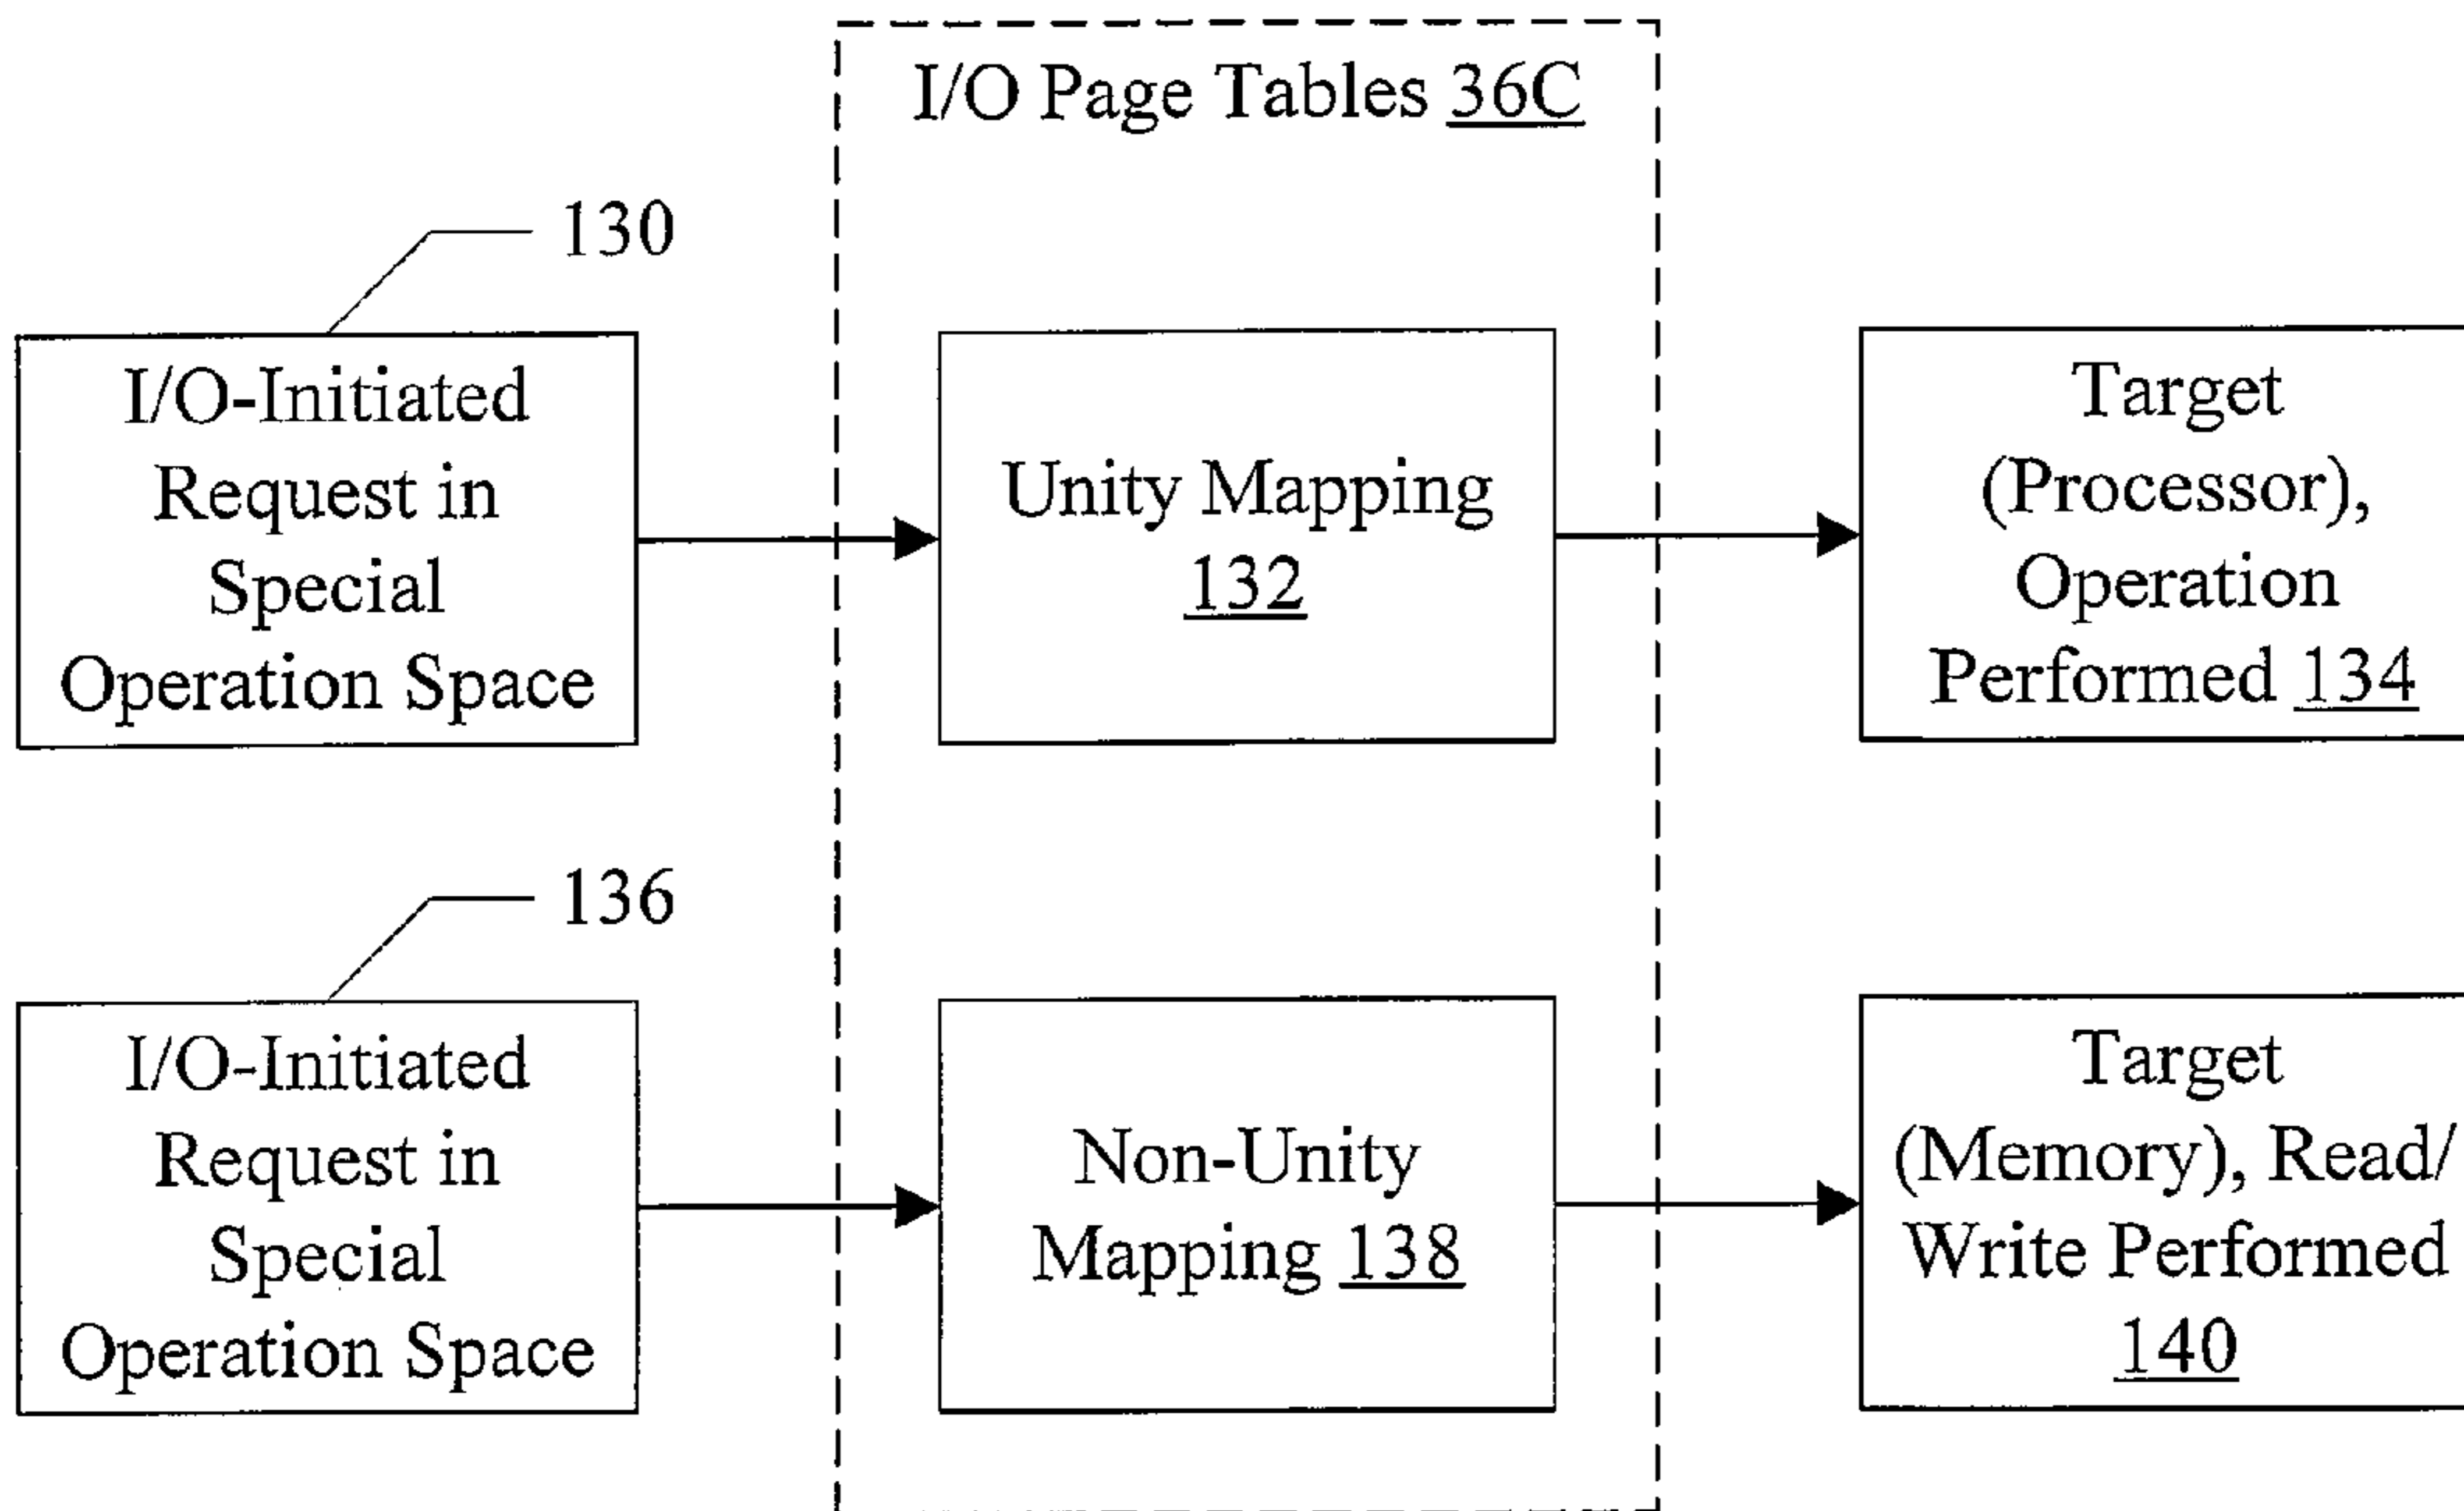 I/O Page Tables 36C
130
I/O-Initiated
Request in
Special
Operation Space
Unity Mapping
132
Target
(Processor),
Operation
Performed 134
136
I/O-Initiated
Request in
Special
Operation Space
Non-Unity
Mapping 138
Target
(Memory), Read/
Write Performed
140